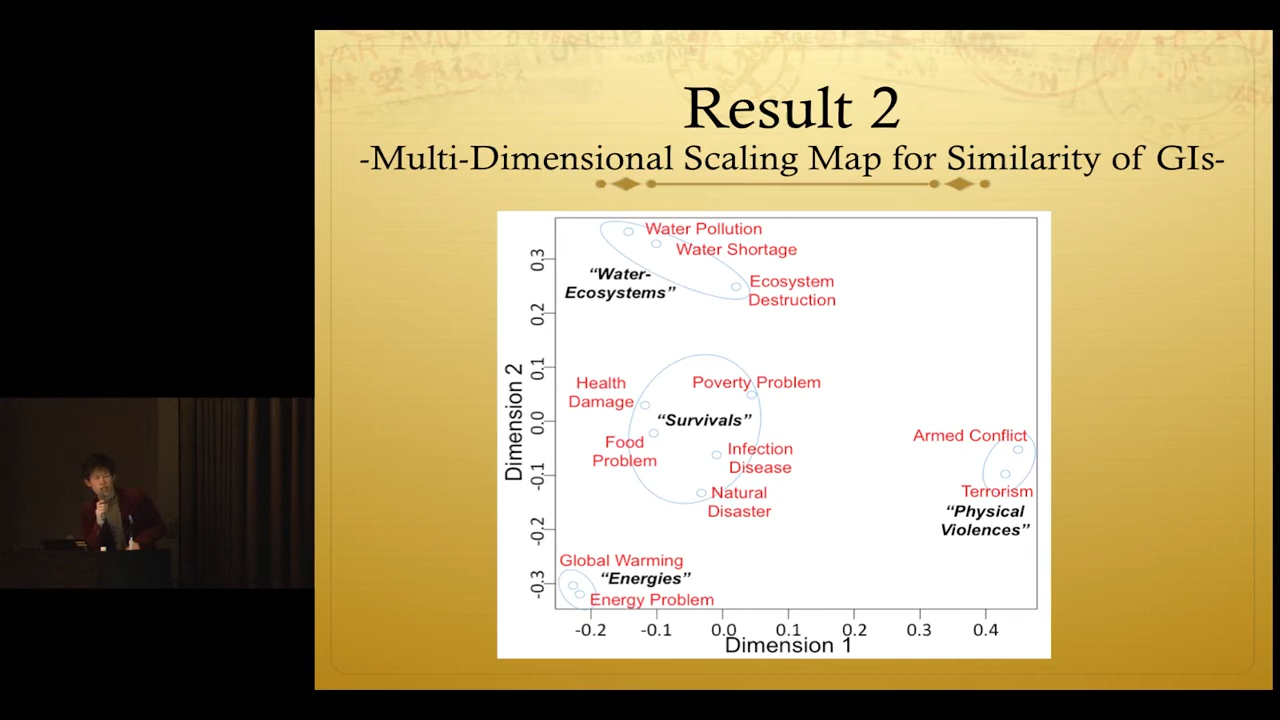 Result 2
-Multi-Dimensional Scaling Map for Similarity of GIs-
Water Pollution
Water Shortage
“Water-
Ecosystems”
Ecosystem
Destruction
Health
Damage
Poverty Problem
“Survivals”
Food
Problem
Infection
Disease
Natural
Disaster
Armed Conflict
Terrorism
“Physical
Violences”
Global Warming
“Energies”
Energy Problem
Dimension 2
0.3
0.2
0.1
0.0
-0.1
-0.2
-0.3
-0.2 -0.1 0.0 0.1 0.2 0.3 0.4
Dimension 1